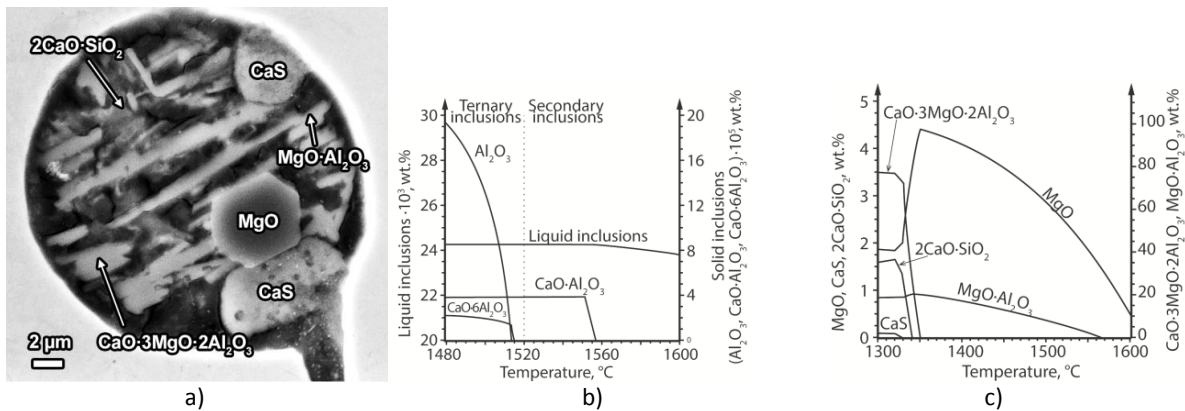 2CaO·SiO₂
CaS
MgO·Al₂O₃
MgO
CaS
CaO·3MgO·2Al₂O₃
2 μm
a)
Liquid inclusions ·10³, wt.%
30
28
26
24
22
20
Ternary inclusions
Secondary inclusions
Al₂O₃
Liquid inclusions
CaO·Al₂O₃
CaO·6Al₂O₃
20
16
12
8
4
0
Solid inclusions
(Al₂O₃, CaO·Al₂O₃, CaO·6Al₂O₃)·10⁵, wt.%
1480 1520 1560 1600
Temperature, °C
b)
MgO, CaS, 2CaO·SiO₂, wt.%
5
4
3
2
1
0
CaO·3MgO·2Al₂O₃
MgO
2CaO·SiO₂
MgO·Al₂O₃
CaS
100
80
60
40
20
0
CaO·3MgO·2Al₂O₃, MgO·Al₂O₃, wt.%
1300 1400 1500 1600
Temperature, °C
c)